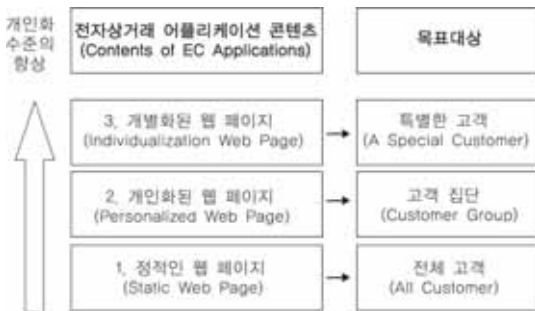 개인화
수준의
향상
전자상거래 어플리케이션 콘텐츠
(Contents of EC Applications)
목표대상
3. 개별화된 웹 페이지
(Individualization Web Page)
특별한 고객
(A Special Customer)
2. 개인화된 웹 페이지
(Personalized Web Page)
고객 집단
(Customer Group)
1. 정적인 웹 페이지
(Static Web Page)
전체 고객
(All Customer)